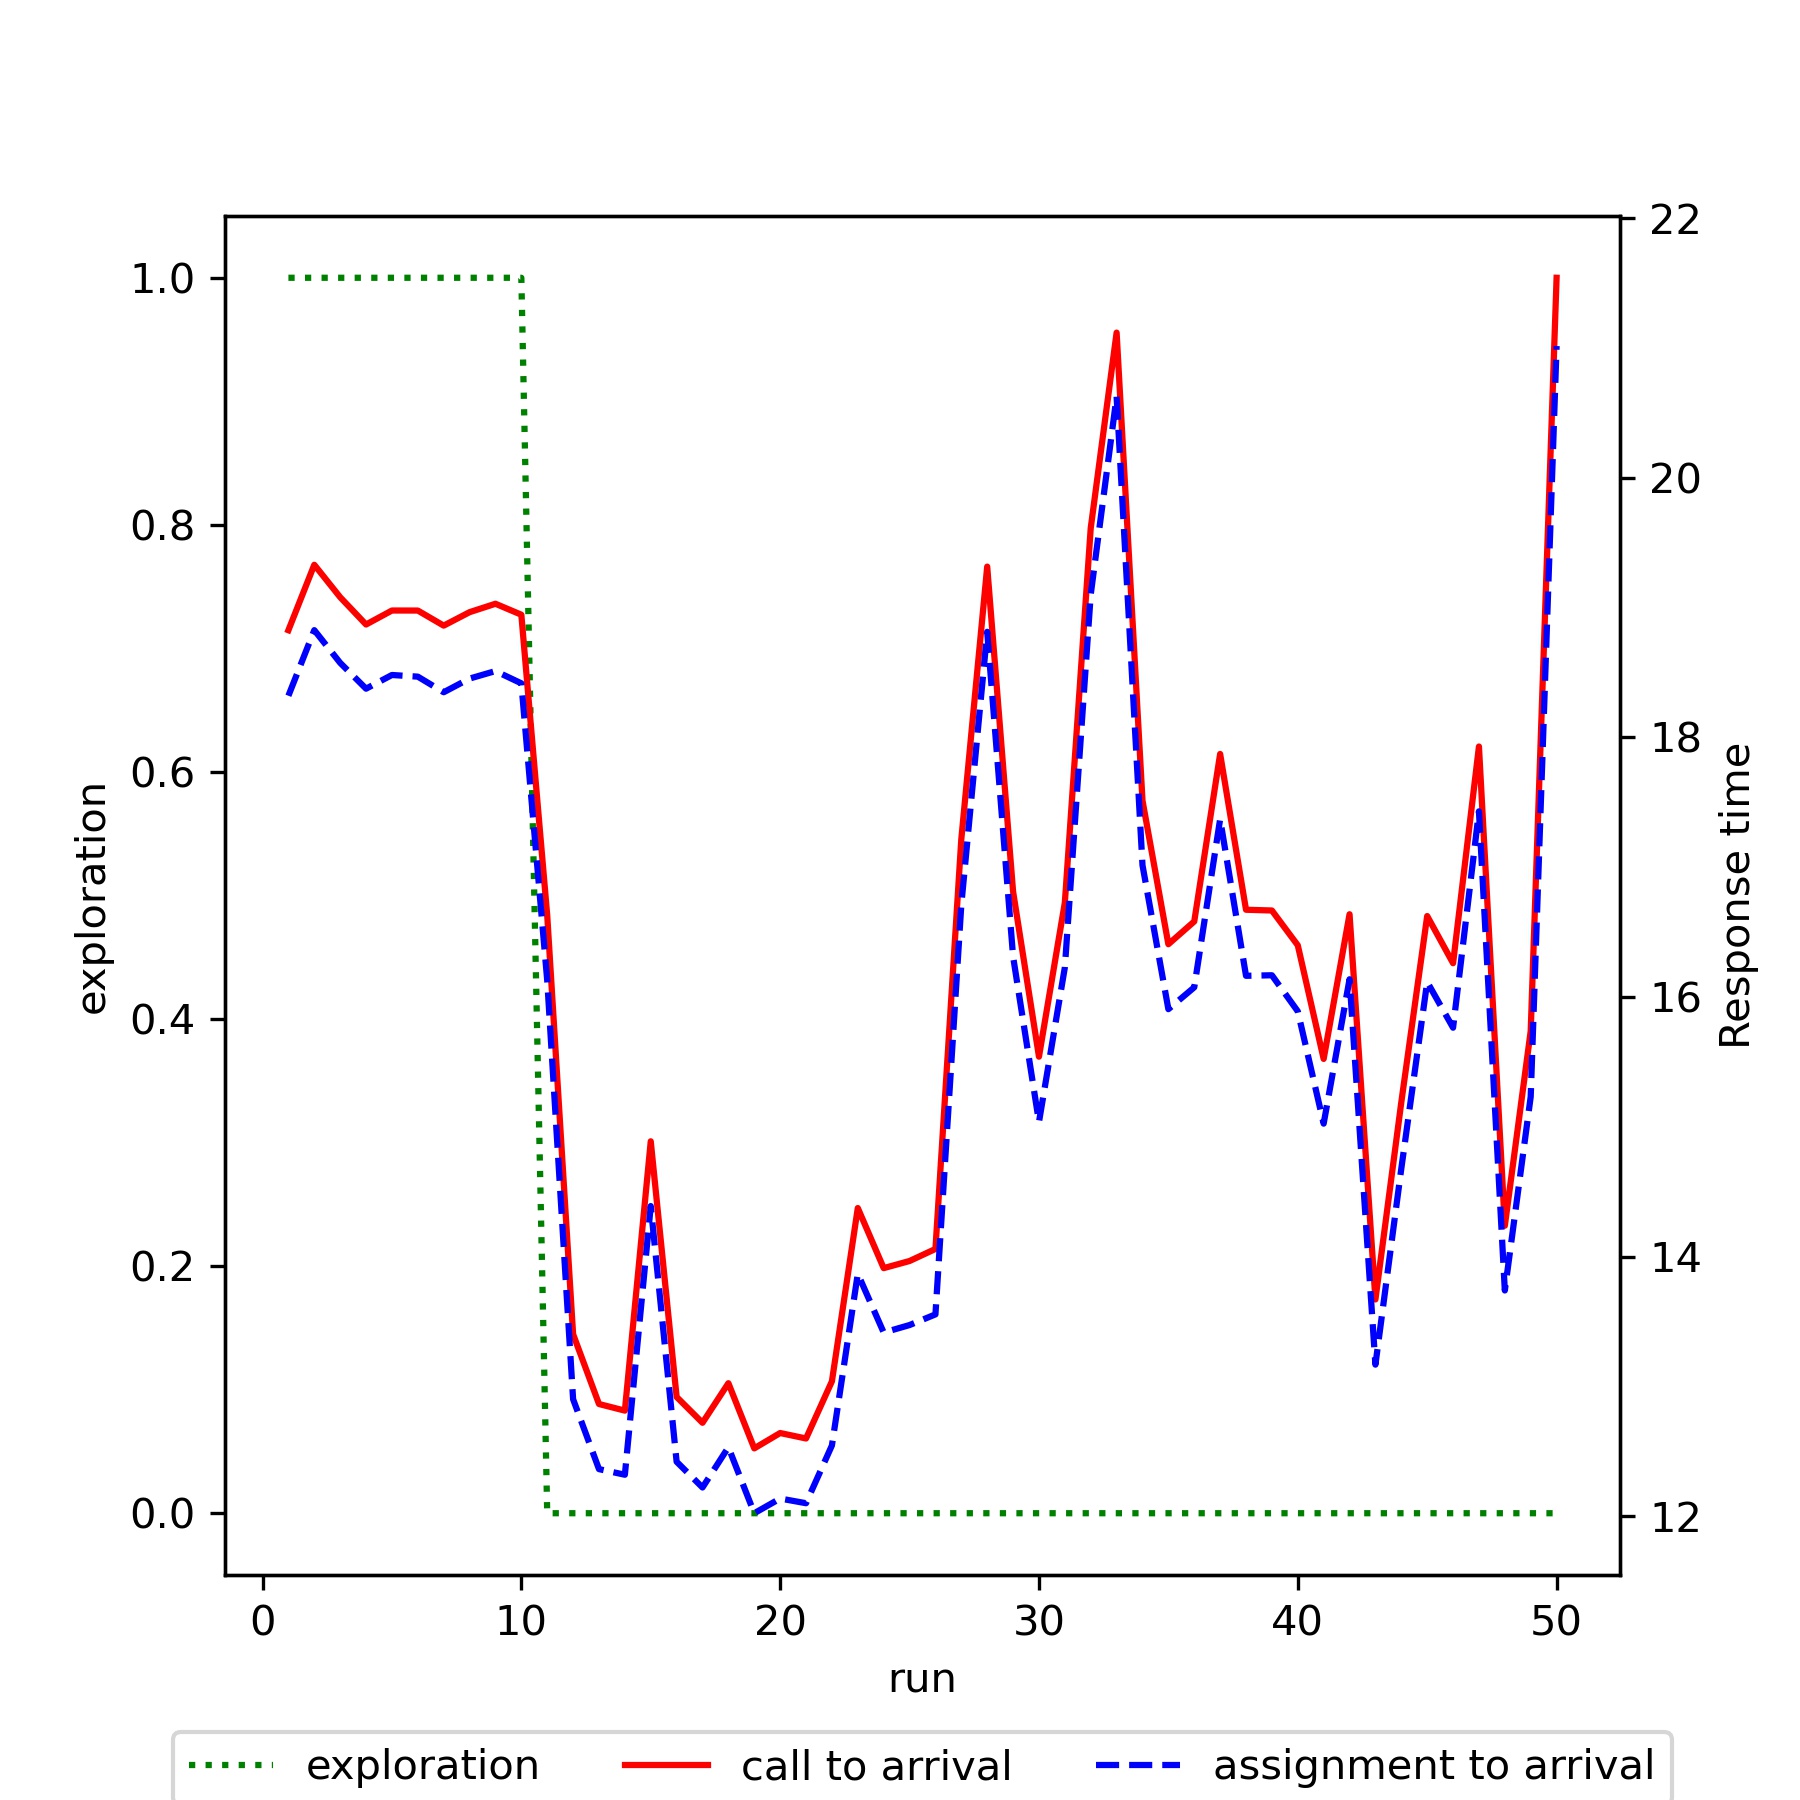 22
1.0
20
0.8
18
0.6
exploration
Response time
16
0.4
14
0.2
12
0.0
0 10 20 30 40 50
run
exploration call to arrival assignment to arrival